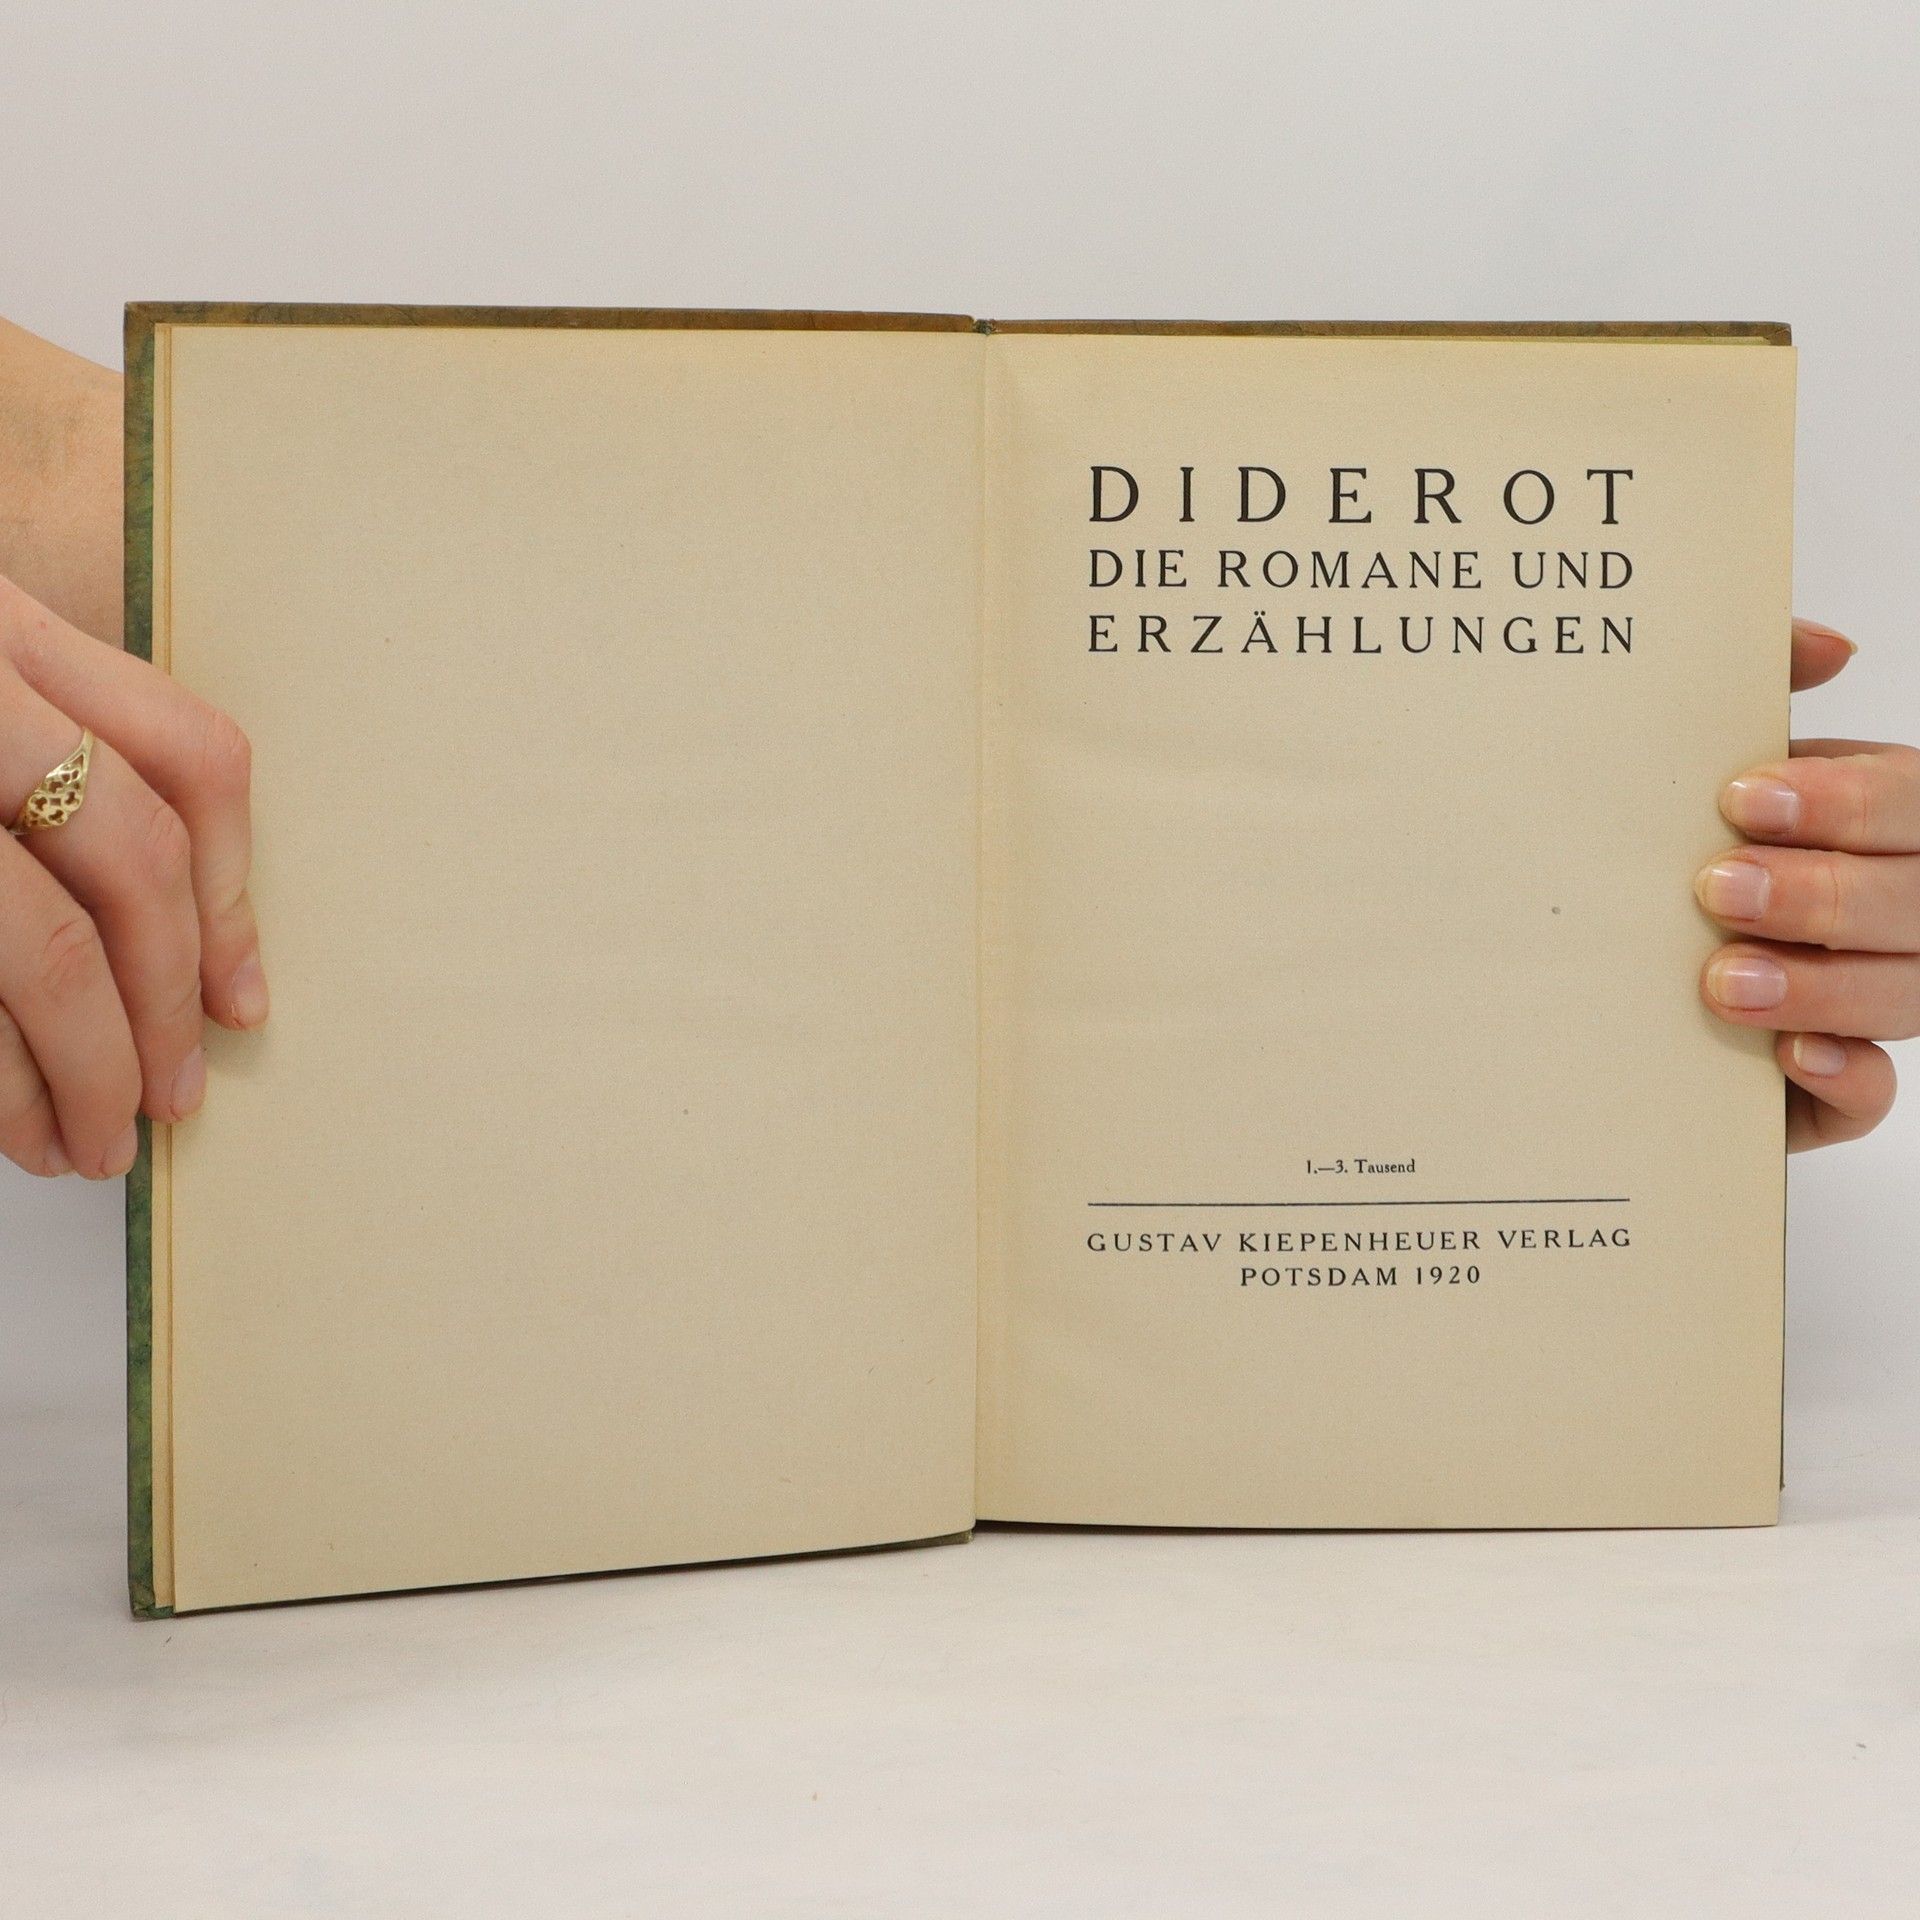 DIDEROT
DIE ROMANE UND
ERZÄHLUNGEN
1.—3. Tausend
GUSTAV KIEPENHEUER VERLAG
POTSDAM 1920